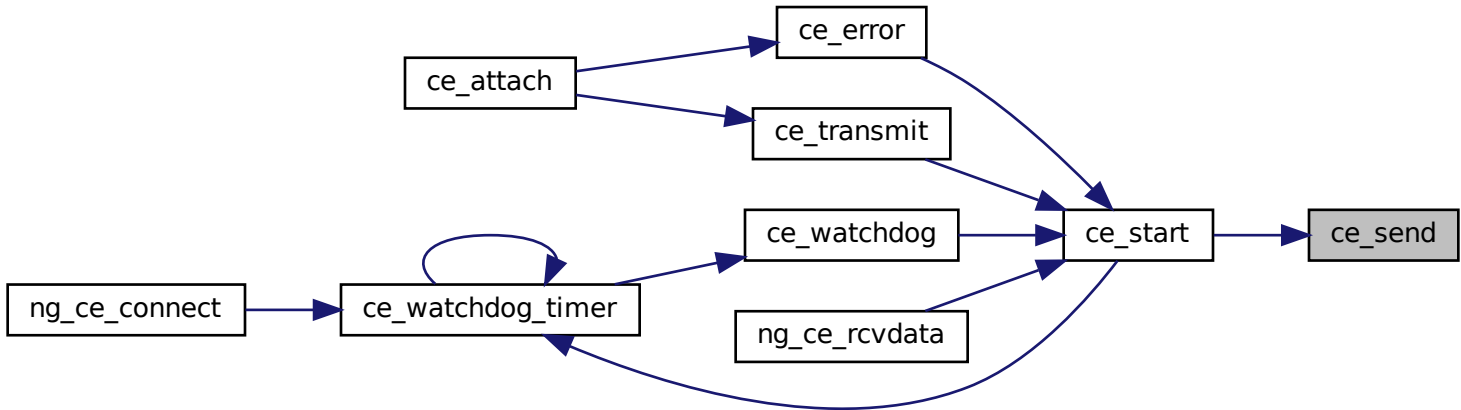 ce_error
ce_attach
ce_transmit
ce_watchdog
ce_start
ce_send
ng_ce_connect
ce_watchdog_timer
ng_ce_rcvdata